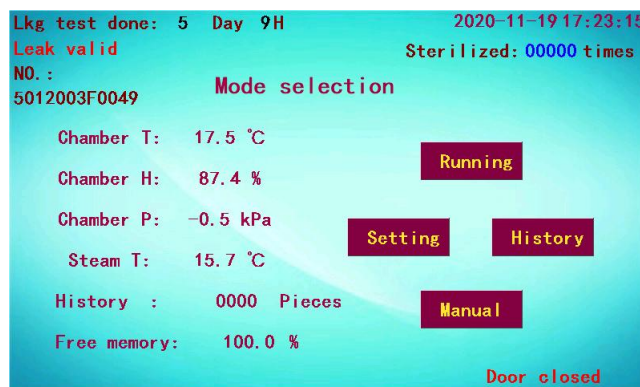 Lkg test done: 5 Day 9H
2020-11-19 17:23:15
Leak valid
Sterilized: 00000 times
NO.:
5012003F0049
Mode selection
Chamber T: 17.5 ℃
Running
Chamber H: 87.4 %
Chamber P: -0.5 kPa
Setting
History
Steam T: 15.7 ℃
History : 0000 Pieces
Manual
Free memory: 100.0 %
Door closed